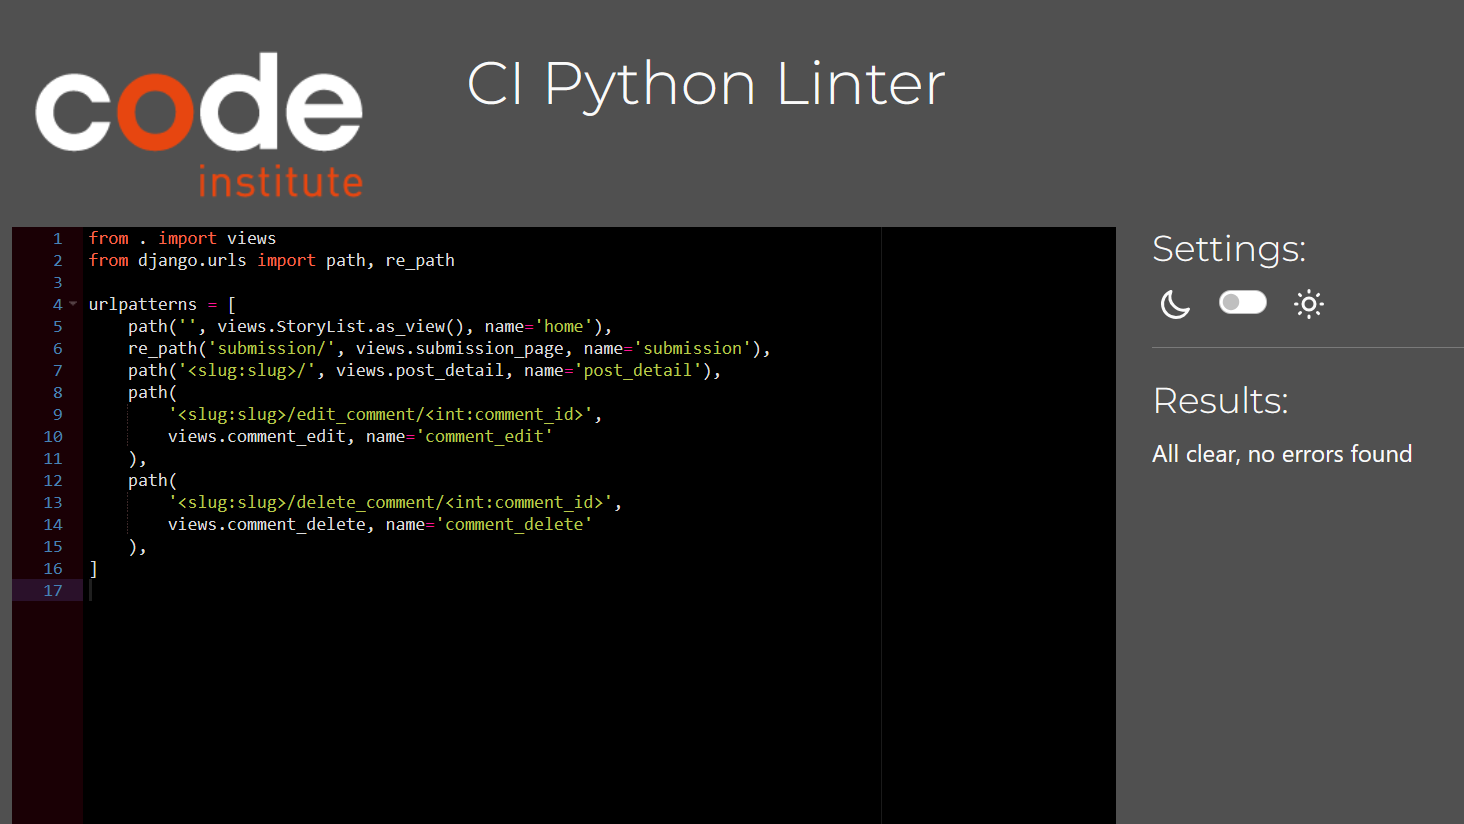 code
institute
CI Python Linter
1 from . import views
2 from django.urls import path, re_path
3
4 urlpatterns = [
5     path('', views.StoryList.as_view(), name='home'),
6     re_path('submission/', views.submission_page, name='submission'),
7     path('<slug:slug>/', views.post_detail, name='post_detail'),
8     path(
9         '<slug:slug>/edit_comment/<int:comment_id>',
10         views.comment_edit, name='comment_edit'
11     ),
12     path(
13         '<slug:slug>/delete_comment/<int:comment_id>',
14         views.comment_delete, name='comment_delete'
15     ),
16 ]
17
Settings:
Results:
All clear, no errors found